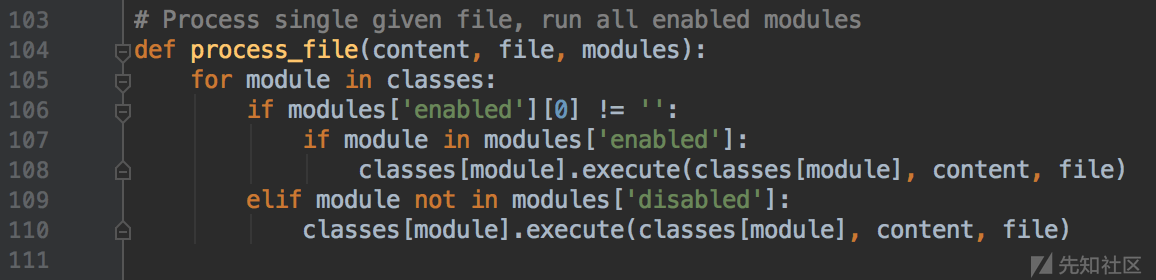 103 # Process single given file, run all enabled modules
104 def process_file(content, file, modules):
105     for module in classes:
106         if modules['enabled'][0] != '':
107             if module in modules['enabled']:
108                 classes[module].execute(classes[module], content, file)
109         elif module not in modules['disabled']:
110             classes[module].execute(classes[module], content, file)
111
先知社区